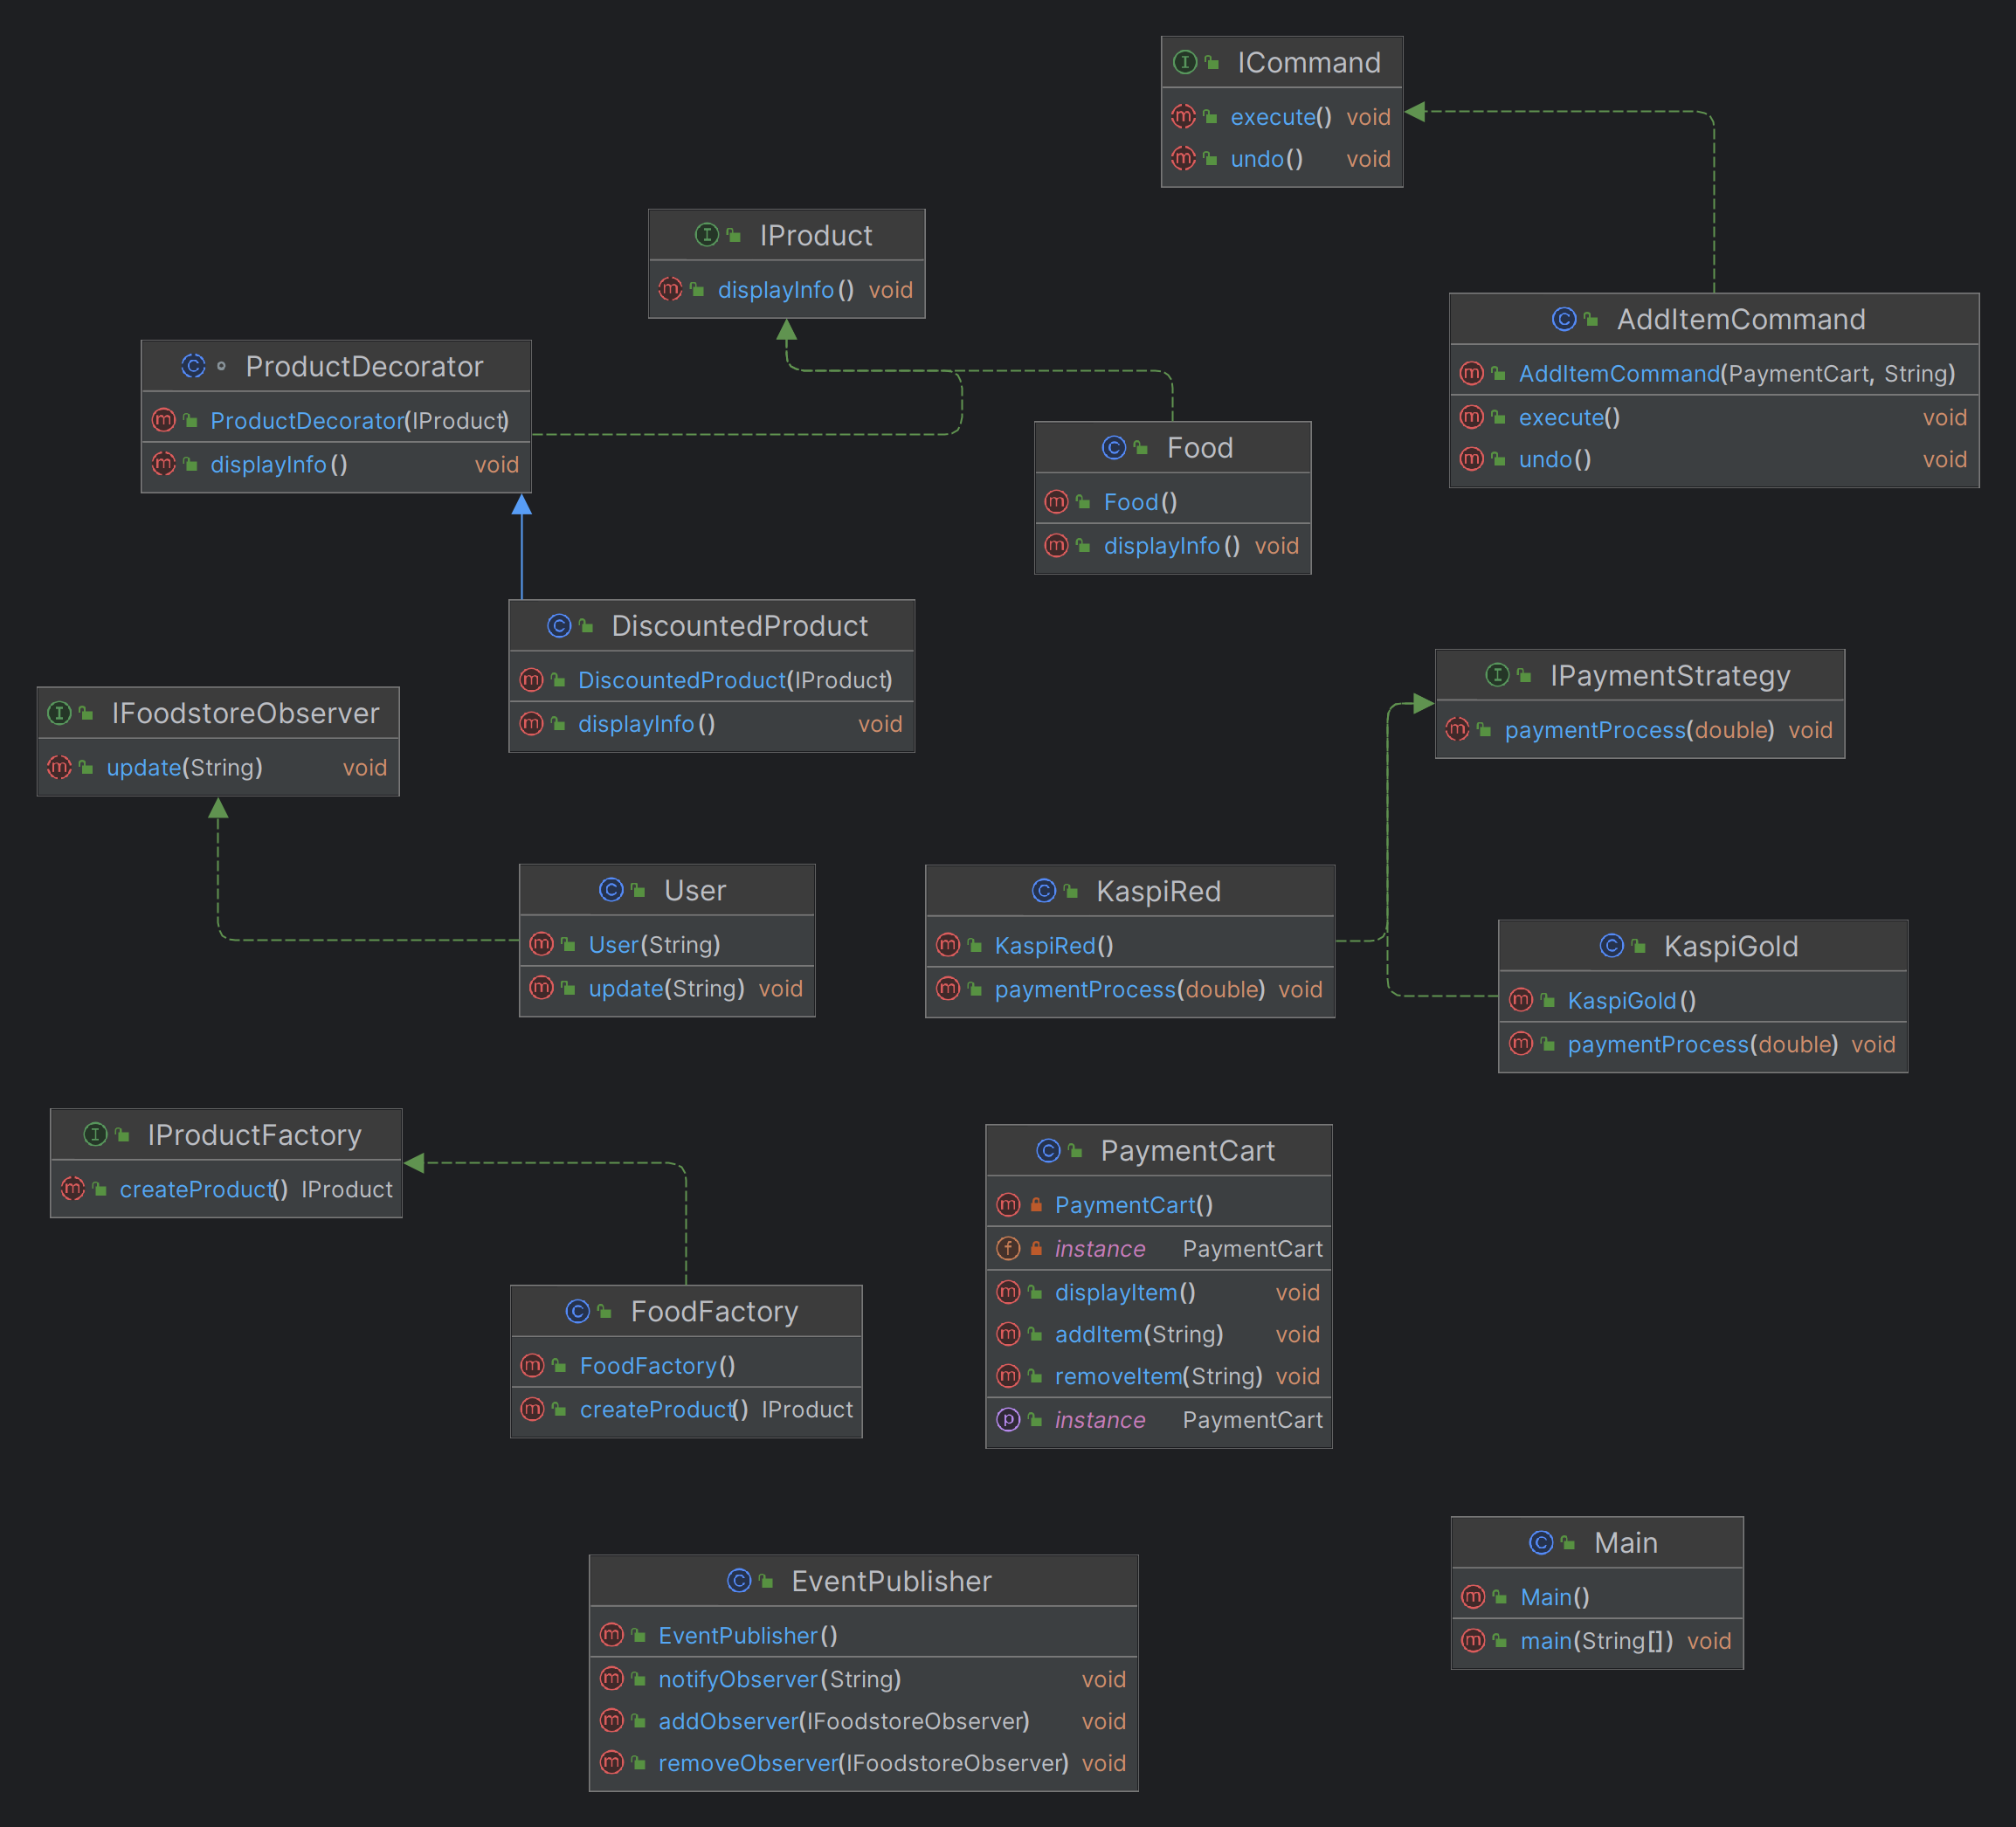 ICommand
execute() void
undo() void
IProduct
displayInfo() void
AddItemCommand
AddItemCommand(PaymentCart, String)
execute() void
undo() void
ProductDecorator
ProductDecorator(IProduct)
displayInfo() void
Food
Food()
displayInfo() void
DiscountedProduct
DiscountedProduct(IProduct)
displayInfo() void
IPaymentStrategy
paymentProcess(double) void
IFoodstoreObserver
update(String) void
User
User(String)
update(String) void
KaspiRed
KaspiRed()
paymentProcess(double) void
KaspiGold
KaspiGold()
paymentProcess(double) void
IProductFactory
createProduct() IProduct
PaymentCart
PaymentCart()
instance PaymentCart
displayItem() void
addItem(String) void
removeItem(String) void
instance PaymentCart
FoodFactory
FoodFactory()
createProduct() IProduct
Main
Main()
main(String[]) void
EventPublisher
EventPublisher()
notifyObserver(String) void
addObserver(IFoodstoreObserver) void
removeObserver(IFoodstoreObserver) void